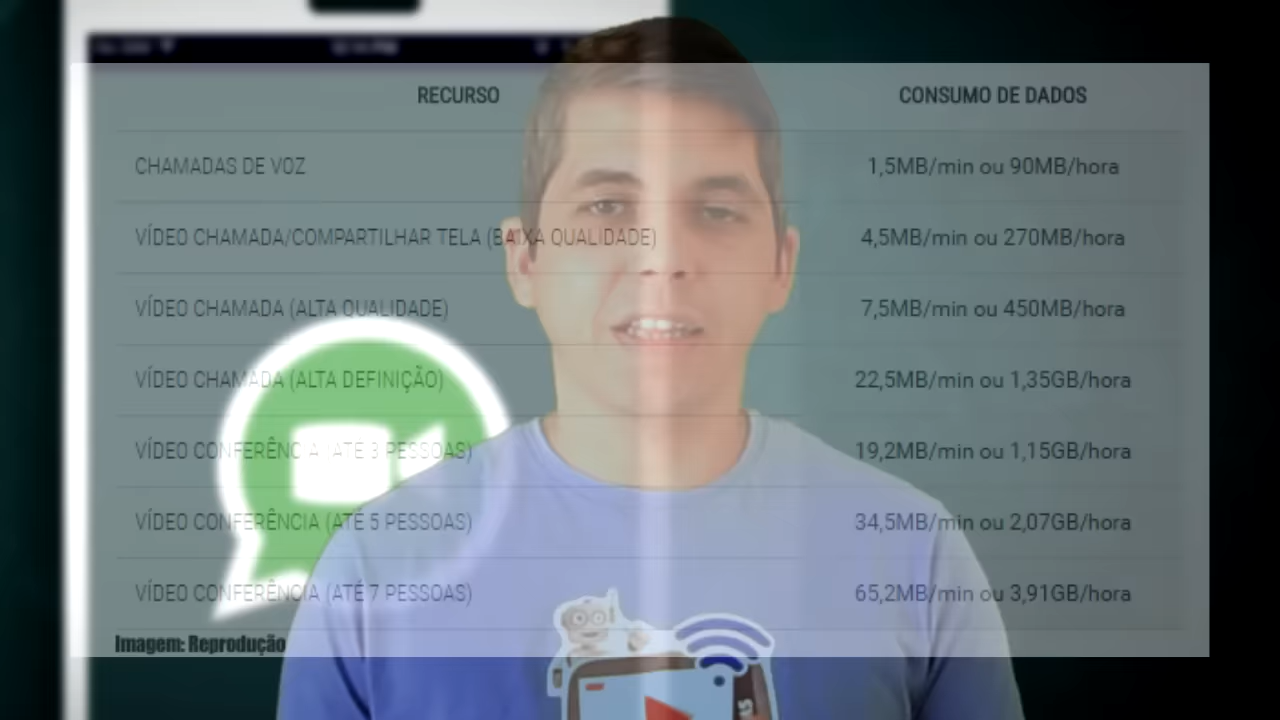 RECURSO CONSUMO DE DADOS
CHAMADAS DE VOZ 1,5MB/min ou 90MB/hora
VÍDEO CHAMADA/COMPARTILHAR TELA (BAIXA QUALIDADE) 4,5MB/min ou 270MB/hora
VÍDEO CHAMADA (ALTA QUALIDADE) 7,5MB/min ou 450MB/hora
VÍDEO CHAMADA (ALTA DEFINIÇÃO) 22,5MB/min ou 1,35GB/hora
VÍDEO CONFERÊNCIA (ATÉ 3 PESSOAS) 19,2MB/min ou 1,15GB/hora
VÍDEO CONFERÊNCIA (ATÉ 5 PESSOAS) 34,5MB/min ou 2,07GB/hora
VÍDEO CONFERÊNCIA (ATÉ 7 PESSOAS) 65,2MB/min ou 3,91GB/hora
Imagem: Reprodução